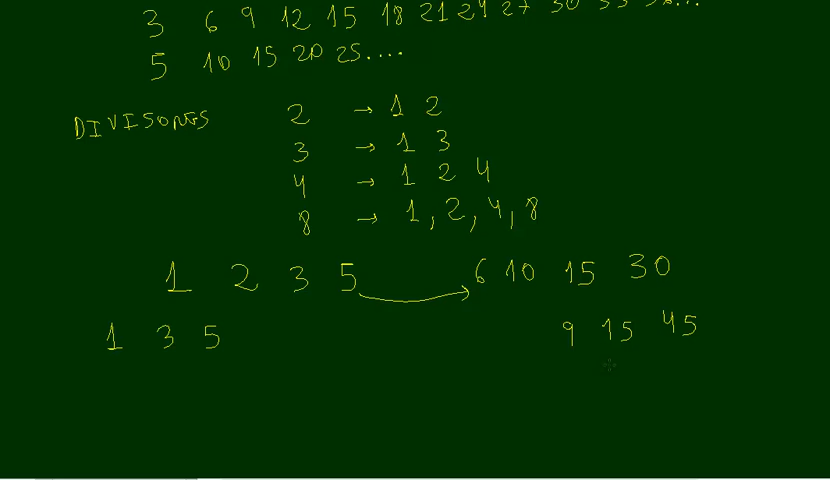 3 6 9 12 15 18 21 24 27 30 33
5 10 15 20 25....
DIVISORES 2 → 1 2
3 → 1 3
4 → 1 2 4
8 → 1, 2, 4, 8
1 2 3 5 6 10 15 30
1 3 5 9 15 45